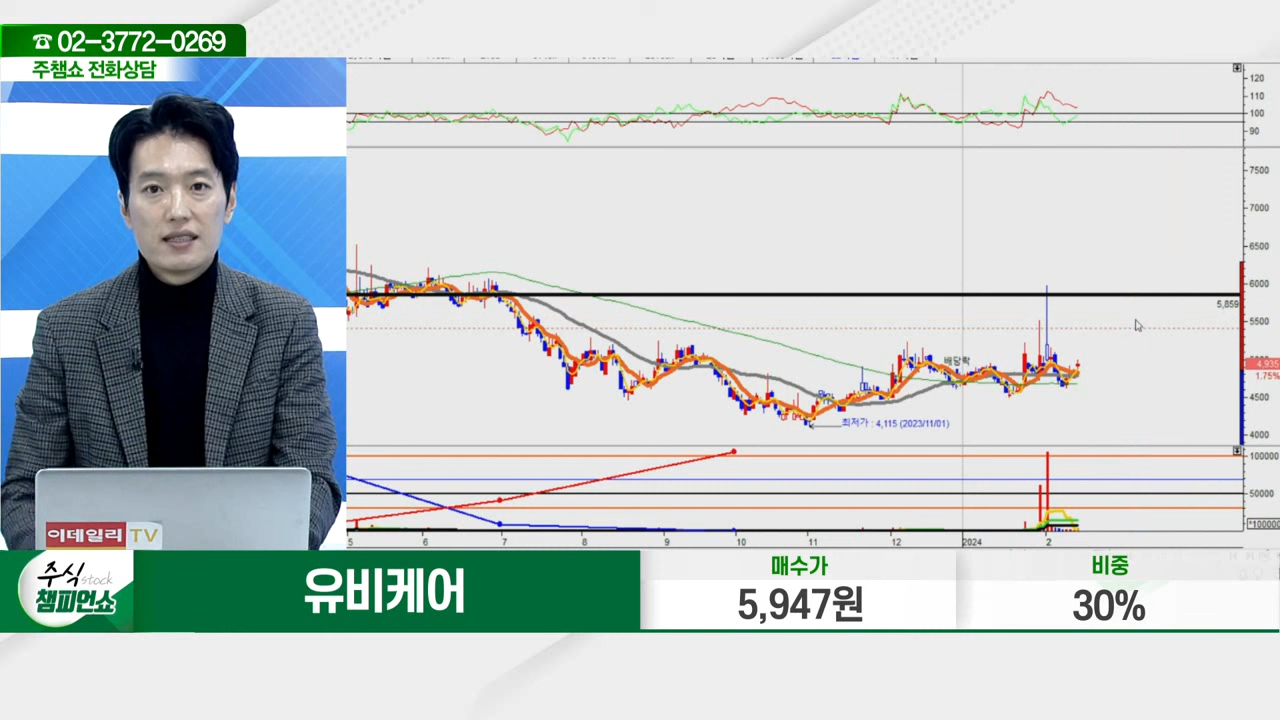 ☎ 02-3772-0269
주챔쇼 전화상담
120
110
100
90
7500
7000
6500
6000
5,859
5500
4,935
1.75%
4500
4000
배당락
최저가 : 4,115 (2023/11/01)
100000
50000
*100000
5 6 7 8 9 10 11 12 2024 2
이데일리 TV
주식 stock
챔피언쇼
유비케어
매수가
5,947원
비중
30%